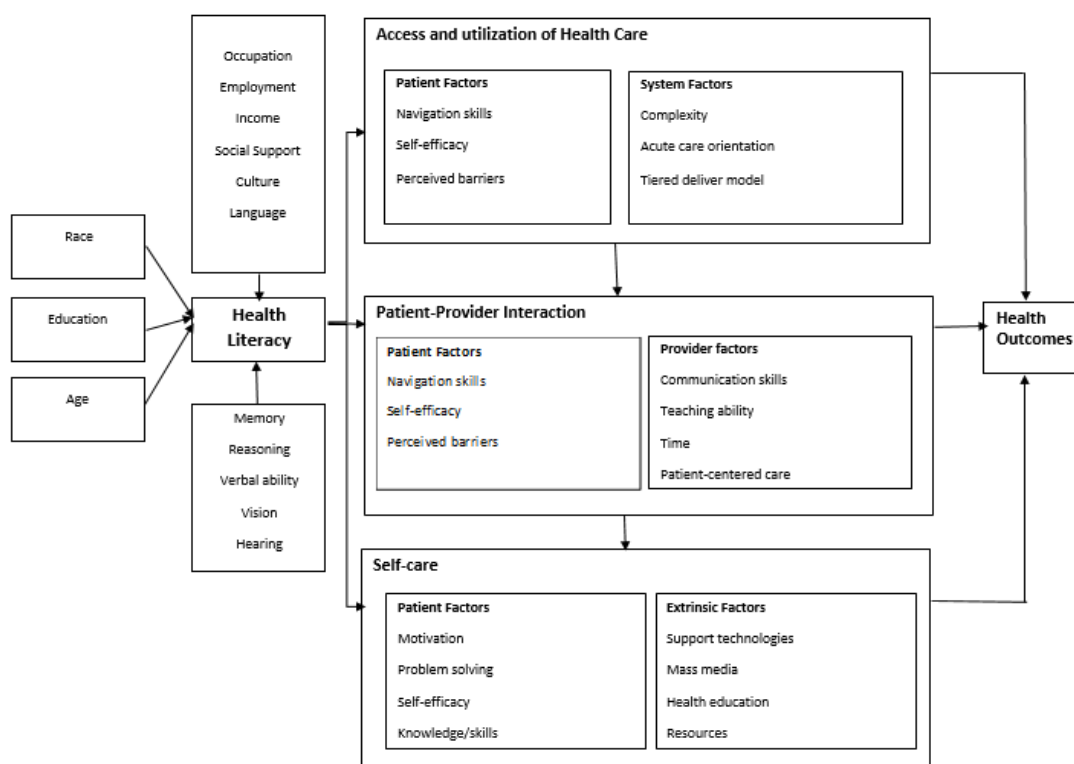 Occupation
Employment
Income
Social Support
Culture
Language
Race
Education
Age
Health
Literacy
Memory
Reasoning
Verbal ability
Vision
Hearing
Access and utilization of Health Care
Patient Factors
Navigation skills
Self-efficacy
Perceived barriers
System Factors
Complexity
Acute care orientation
Tiered deliver model
Patient-Provider Interaction
Patient Factors
Navigation skills
Self-efficacy
Perceived barriers
Provider factors
Communication skills
Teaching ability
Time
Patient-centered care
Self-care
Patient Factors
Motivation
Problem solving
Self-efficacy
Knowledge/skills
Extrinsic Factors
Support technologies
Mass media
Health education
Resources
Health
Outcomes